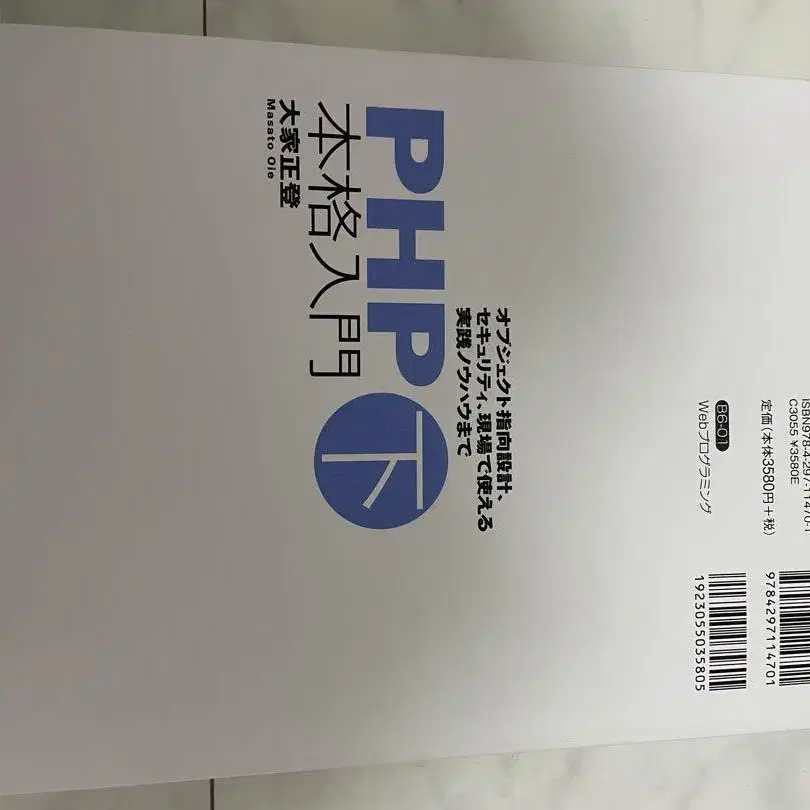 ISBN978-4-297-11470-1
C3055 ¥3580E
定価(本体3580円+税)
B6-01
Webプログラミング
9784297114701
1923055035805
オブジェクト指向設計、
セキュリティ、現場で使える
実践ノウハウまで
PHP 下
本格入門
大家正登
Masato Oie